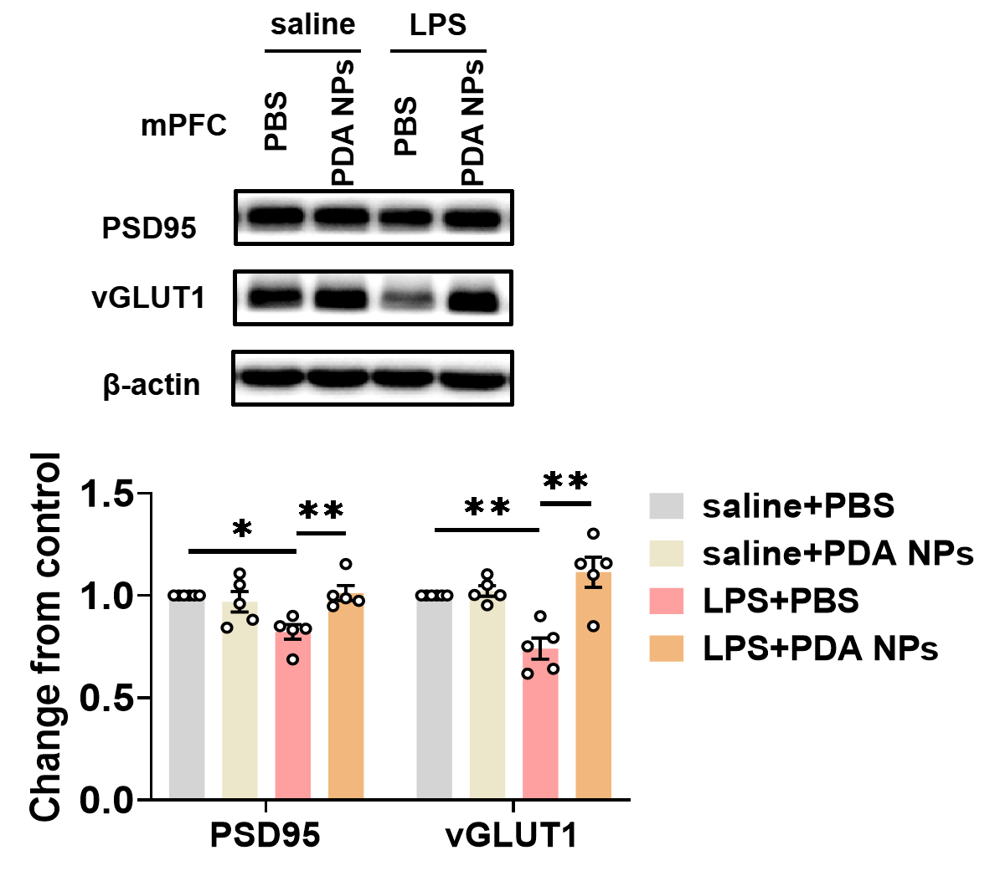 saline LPS
PBS PDA NPs PBS PDA NPs
mPFC
PSD95
vGLUT1
β-actin
Change from control
1.5
1.0
0.5
0.0
* ** ** **
PSD95 vGLUT1
saline+PBS
saline+PDA NPs
LPS+PBS
LPS+PDA NPs